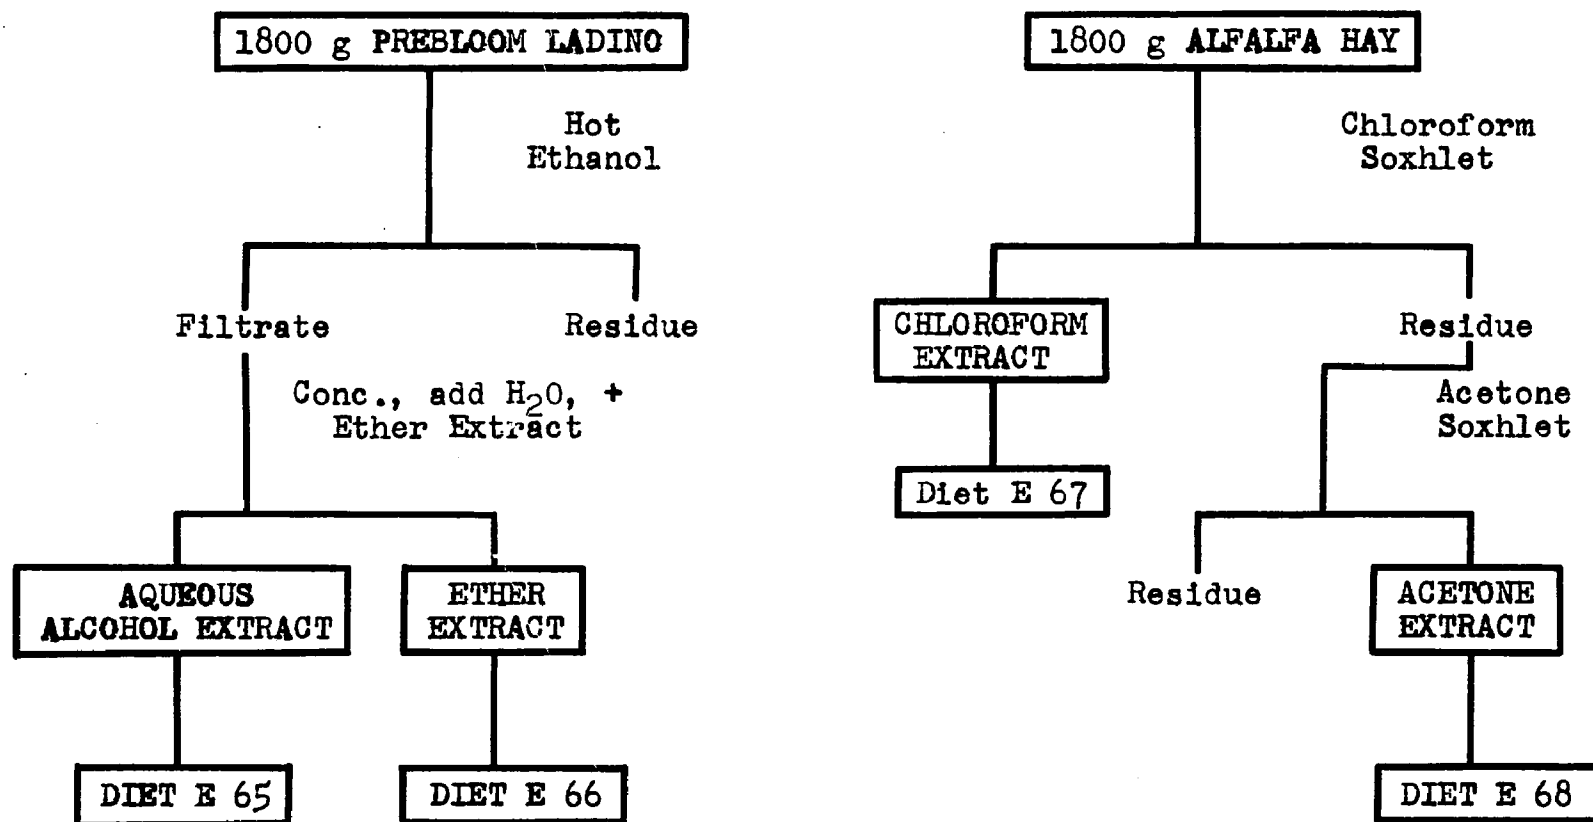 1800 g PREBLOOM LADINO
Hot
Ethanol
Filtrate
Residue
Conc., add H₂O, +
Ether Extract
AQUEOUS
ALCOHOL EXTRACT
ETHER
EXTRACT
DIET E 65
DIET E 66
1800 g ALFALFA HAY
Chloroform
Soxhlet
CHLOROFORM
EXTRACT
Residue
Acetone
Soxhlet
Diet E 67
Residue
ACETONE
EXTRACT
DIET E 68